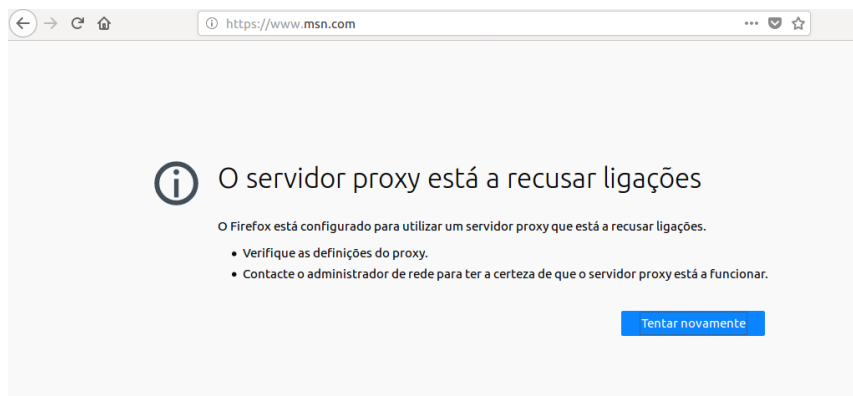 https://www.msn.com
O servidor proxy está a recusar ligações
O Firefox está configurado para utilizar um servidor proxy que está a recusar ligações.
Verifique as definições do proxy.
Contacte o administrador de rede para ter a certeza de que o servidor proxy está a funcionar.
Tentar novamente